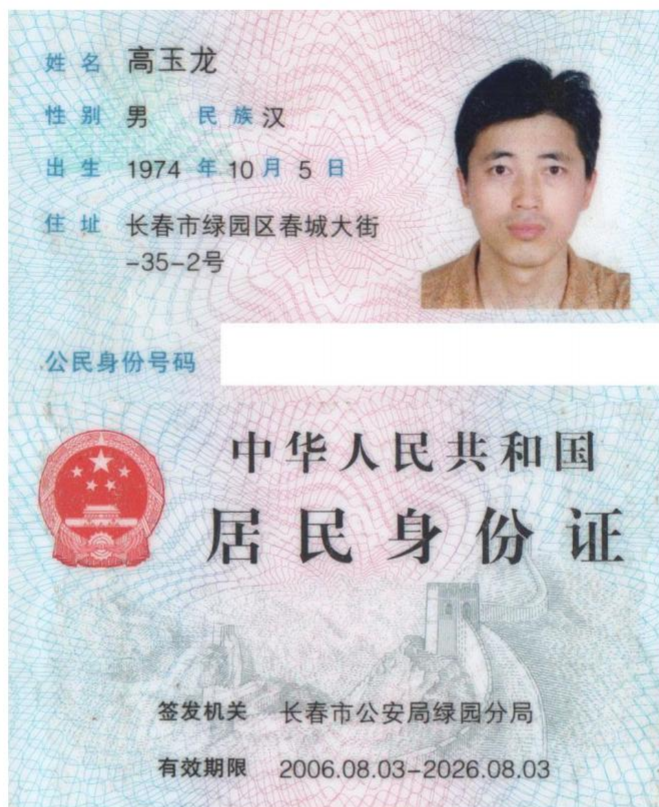 姓名 高玉龙
性别 男 民族 汉
出生 1974 年 10 月 5 日
住址 长春市绿园区春城大街
-35-2号
公民身份号码
中华人民共和国
居民身份证
签发机关 长春市公安局绿园分局
有效期限 2006.08.03-2026.08.03